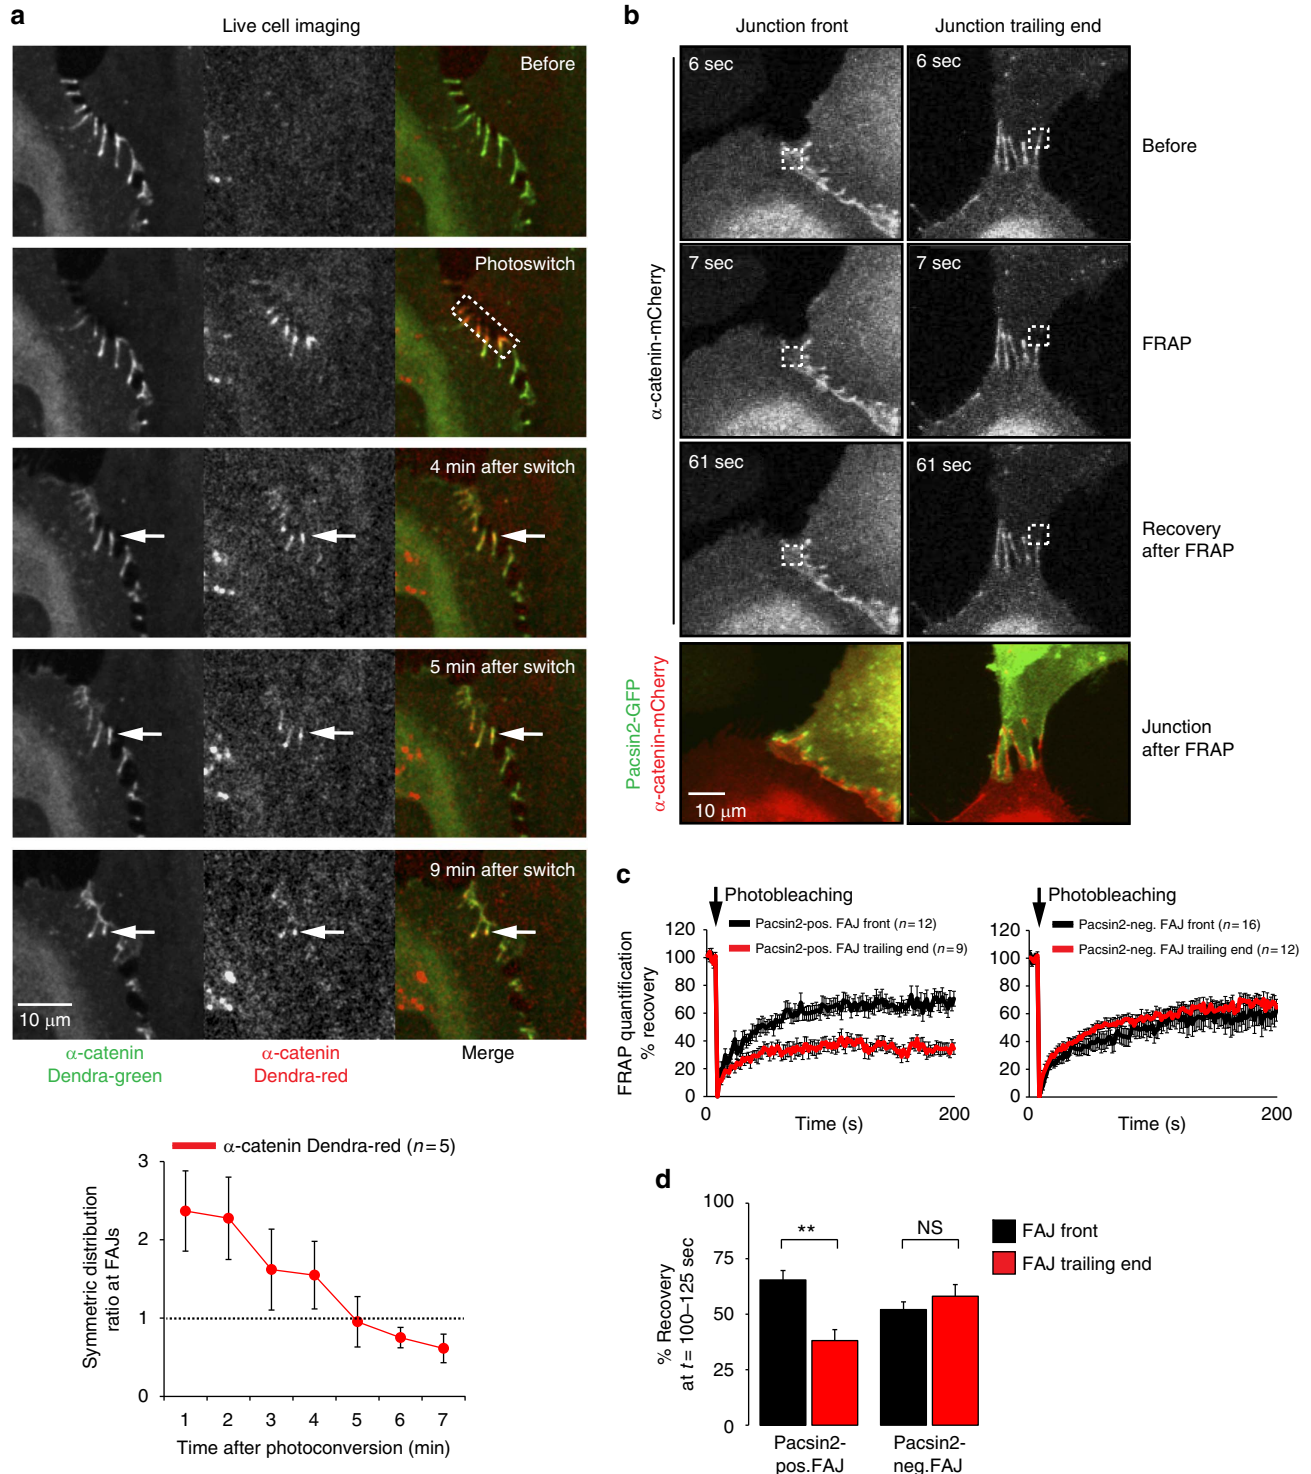 a
Live cell imaging
Before
Photoswitch
4 min after switch
5 min after switch
9 min after switch
10 μm
α-catenin
Dendra-green
α-catenin
Dendra-red
Merge
α-catenin Dendra-red (n=5)
Symmetric distribution
ratio at FAJs
3
2
1
0
1 2 3 4 5 6 7
Time after photoconversion (min)
b
Junction front
Junction trailing end
α-catenin-mCherry
6 sec
6 sec
Before
7 sec
7 sec
FRAP
61 sec
61 sec
Recovery
after FRAP
Pacsin2-GFP
α-catenin-mCherry
10 μm
Junction
after FRAP
c
Photobleaching
Pacsin2-pos. FAJ front (n=12)
Pacsin2-pos. FAJ trailing end (n=9)
FRAP quantification
% recovery
120
100
80
60
40
20
0
0 200
Time (s)
Photobleaching
Pacsin2-neg. FAJ front (n=16)
Pacsin2-neg. FAJ trailing end (n=12)
120
100
80
60
40
20
0
0 200
Time (s)
d
% Recovery
at t = 100–125 sec
100
75
50
25
0
**
NS
FAJ front
FAJ trailing end
Pacsin2-
pos.FAJ
Pacsin2-
neg.FAJ